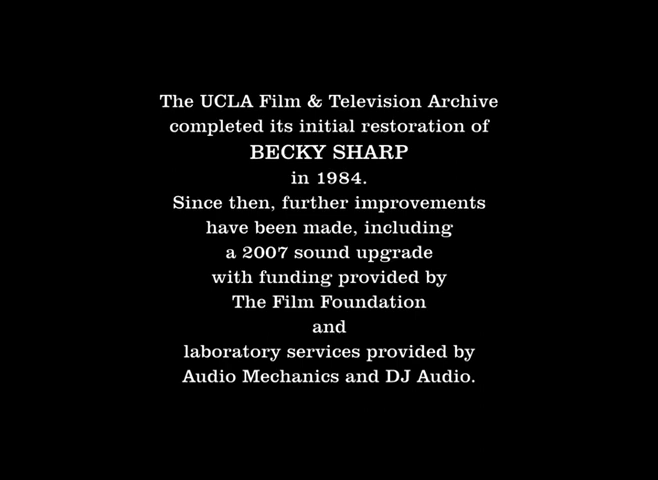 The UCLA Film & Television Archive
completed its initial restoration of
BECKY SHARP
in 1984.
Since then, further improvements
have been made, including
a 2007 sound upgrade
with funding provided by
The Film Foundation
and
laboratory services provided by
Audio Mechanics and DJ Audio.